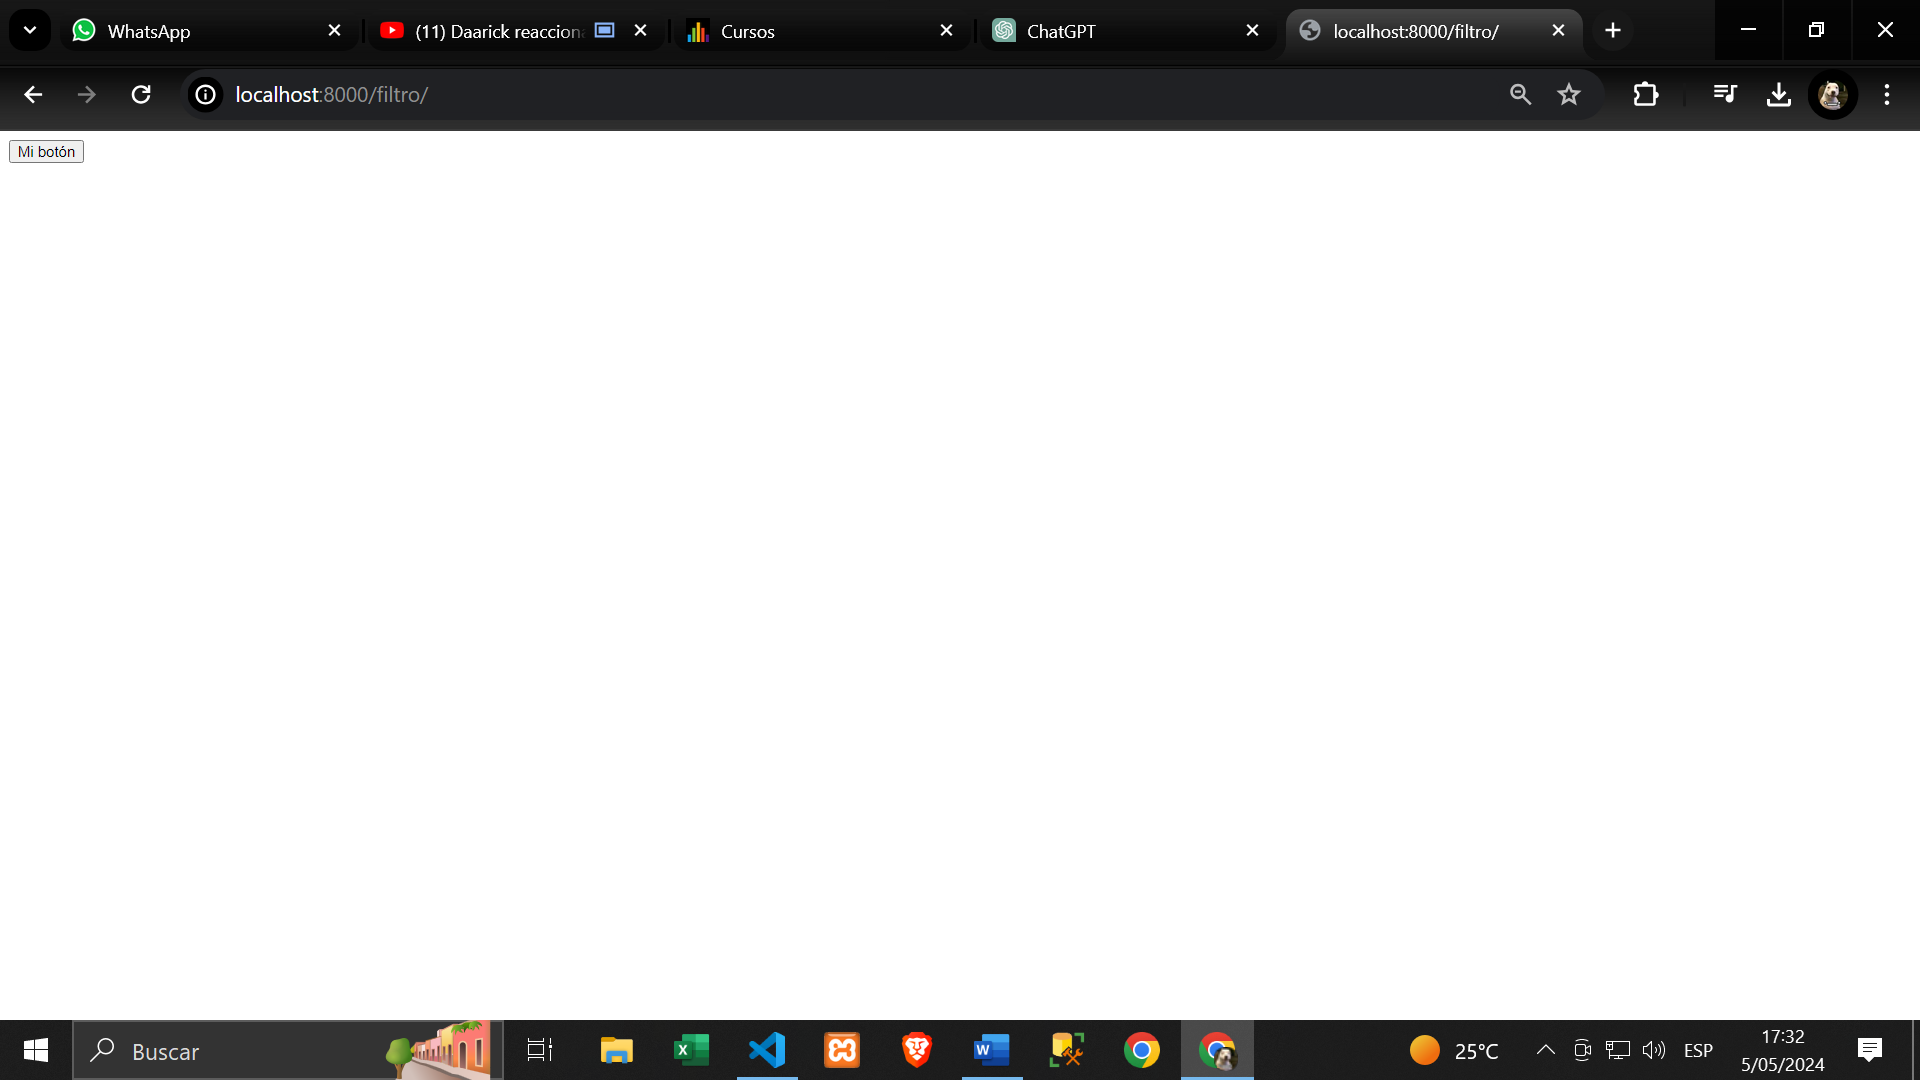 WhatsApp
(11) Daarick reacciona
Cursos
ChatGPT
localhost:8000/filtro/
localhost:8000/filtro/
Mi botón
Buscar
25°C
ESP
17:32
5/05/2024